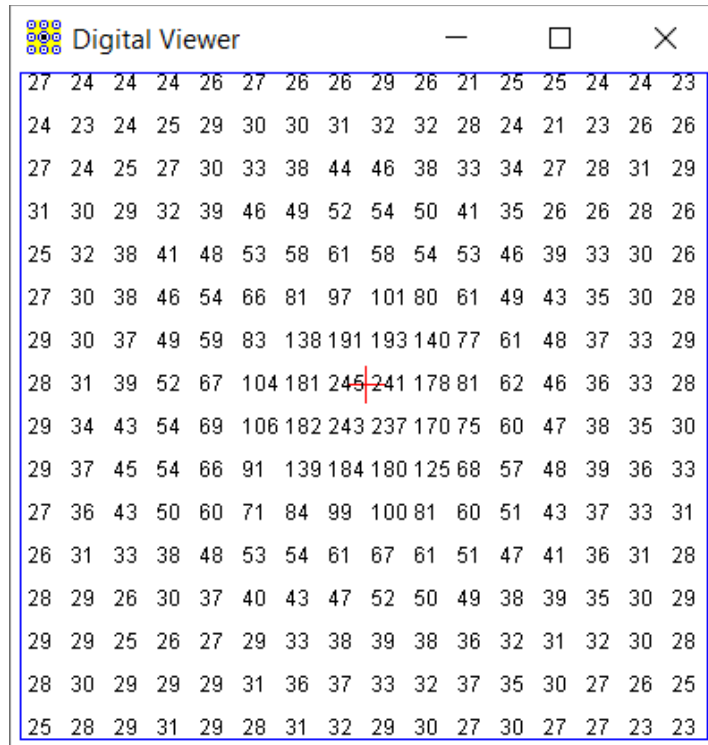 Digital Viewer
27 24 24 24 26 27 26 26 29 26 21 25 25 24 24 23
24 23 24 25 29 30 30 31 32 32 28 24 21 23 26 26
27 24 25 27 30 33 38 44 46 38 33 34 27 28 31 29
31 30 29 32 39 46 49 52 54 50 41 35 26 26 28 26
25 32 38 41 48 53 58 61 58 54 53 46 39 33 30 26
27 30 38 46 54 66 81 97 101 80 61 49 43 35 30 28
29 30 37 49 59 83 138 191 193 140 77 61 48 37 33 29
28 31 39 52 67 104 181 245 241 178 81 62 46 36 33 28
29 34 43 54 69 106 182 243 237 170 75 60 47 38 35 30
29 37 45 54 66 91 139 184 180 125 68 57 48 39 36 33
27 36 43 50 60 71 84 99 100 81 60 51 43 37 33 31
26 31 33 38 48 53 54 61 67 61 51 47 41 36 31 28
28 29 26 30 37 40 43 47 52 50 49 38 39 35 30 29
29 29 25 26 27 29 33 38 39 38 36 32 31 32 30 28
28 30 29 29 29 31 36 37 33 32 37 35 30 27 26 25
25 28 29 31 29 28 31 32 29 30 27 30 27 27 23 23